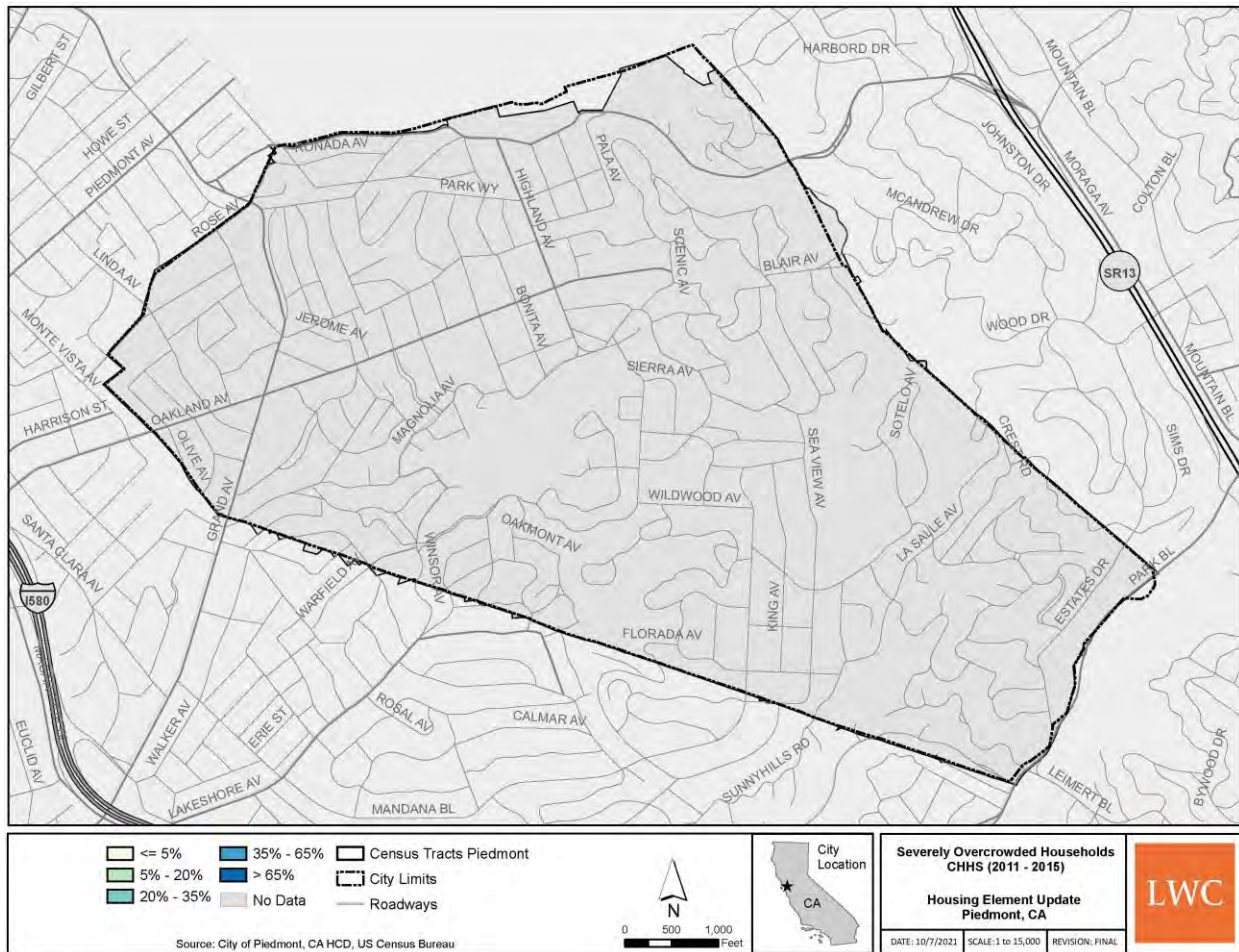 GILBERT ST
HARBORD DR
MOUNTAIN BL
HOWE ST
PIEDMONT AV
RONADA AV
PALA AV
JOHNSTON DR
MORAGA AV
COLTON BL
PARK WY
HIGHLAND AV
MCANDREW DR
ROSE AV
LINDA AV
SCENIC AV
BLAIR AV
SR13
MONTE VISTA AV
JEROME AV
BONITA AV
WOOD DR
MOUNTAIN BL
SIERRA AV
HARRISON ST
OAKLAND AV
MAGNOLIA AV
SOTELO AV
CREST RD
SIMS DR
OLIVE AV
SEA VIEW AV
GRAND AV
WILDWOOD AV
OAKMONT AV
LA SALLE AV
SANTA CLARA AV
WINSOR AV
WARFIELD
PARK BL
ESTATES DR
I580
KING AV
FLORADA AV
ROSAL AV
CALMAR AV
EUCLID AV
WALKER AV
ERIE ST
SUNNYHILLS RD
LEIMERT BL
BYWOOD DR
LAKESHORE AV
MANDANA BL
<= 5%
5% - 20%
20% - 35%
35% - 65%
> 65%
No Data
Census Tracts Piedmont
City Limits
Roadways
Source: City of Piedmont, CA HCD, US Census Bureau
N
0 500 1,000
Feet
City
Location
CA
Severely Overcrowded Households
CHHS (2011 - 2015)
Housing Element Update
Piedmont, CA
DATE: 10/7/2021 SCALE: 1 to 15,000 REVISION: FINAL
LWC